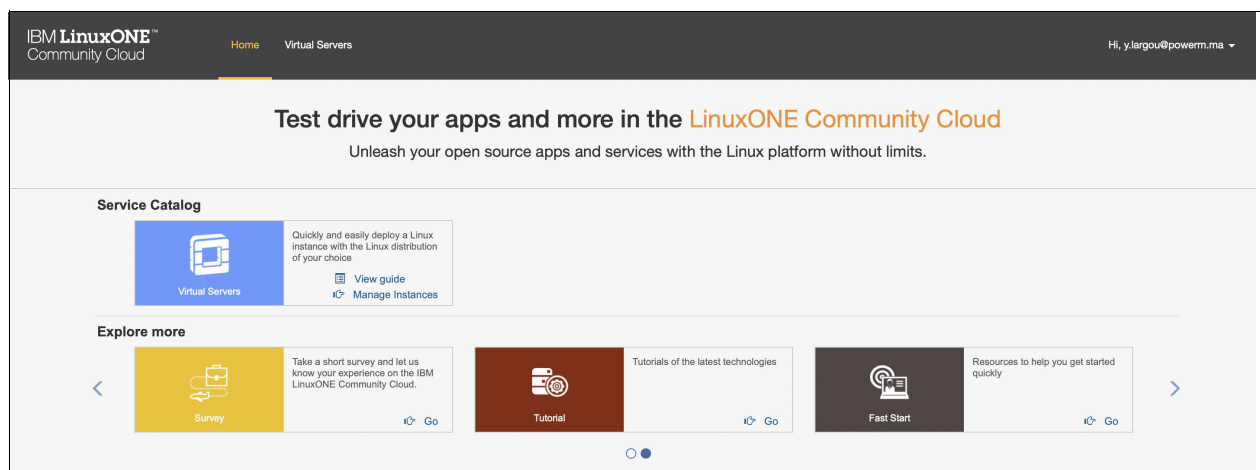 IBM LinuxONE™
Community Cloud
Home
Virtual Servers
Hi, y.largou@powerm.ma
Test drive your apps and more in the LinuxONE Community Cloud
Unleash your open source apps and services with the Linux platform without limits.
Service Catalog
Virtual Servers
Quickly and easily deploy a Linux
instance with the Linux distribution
of your choice
View guide
Manage Instances
Explore more
Survey
Take a short survey and let us
know your experience on the IBM
LinuxONE Community Cloud.
Go
Tutorial
Tutorials of the latest technologies
Go
Fast Start
Resources to help you get started
quickly
Go